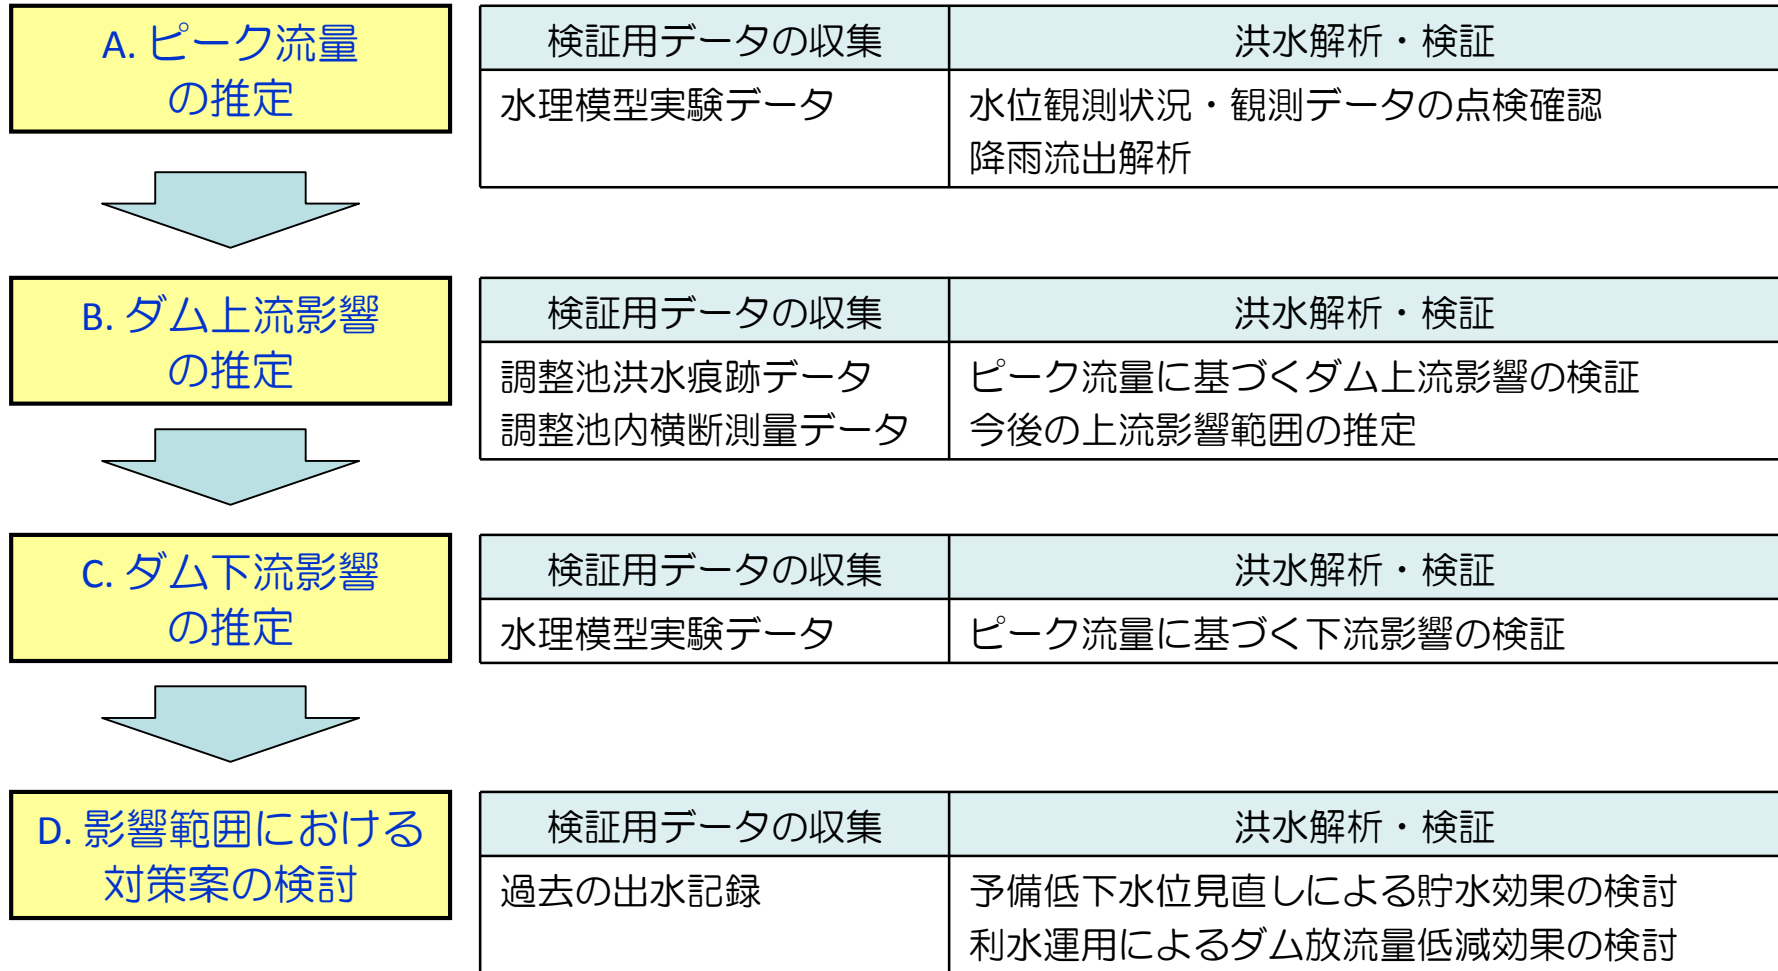 A. ピーク流量
の推定
検証用データの収集
洪水解析・検証
水理模型実験データ
水位観測状況・観測データの点検確認
降雨流出解析
B. ダム上流影響
の推定
検証用データの収集
洪水解析・検証
調整池洪水痕跡データ
調整池内横断測量データ
ピーク流量に基づくダム上流影響の検証
今後の上流影響範囲の推定
C. ダム下流影響
の推定
検証用データの収集
洪水解析・検証
水理模型実験データ
ピーク流量に基づく下流影響の検証
D. 影響範囲における
対策案の検討
検証用データの収集
洪水解析・検証
過去の出水記録
予備低下水位見直しによる貯水効果の検討
利水運用によるダム放流量低減効果の検討